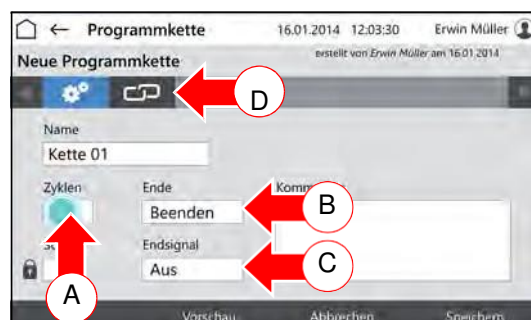 Programmkette 16.01.2014 12:03:30 Erwin Müller
Neue Programmkette erstellt von Erwin Müller am 16.01.2014
D
Name
Kette 01
Zyklen Ende
Beenden B
Endsignal
Aus C
A
Vorschau Abbrechen Speichern